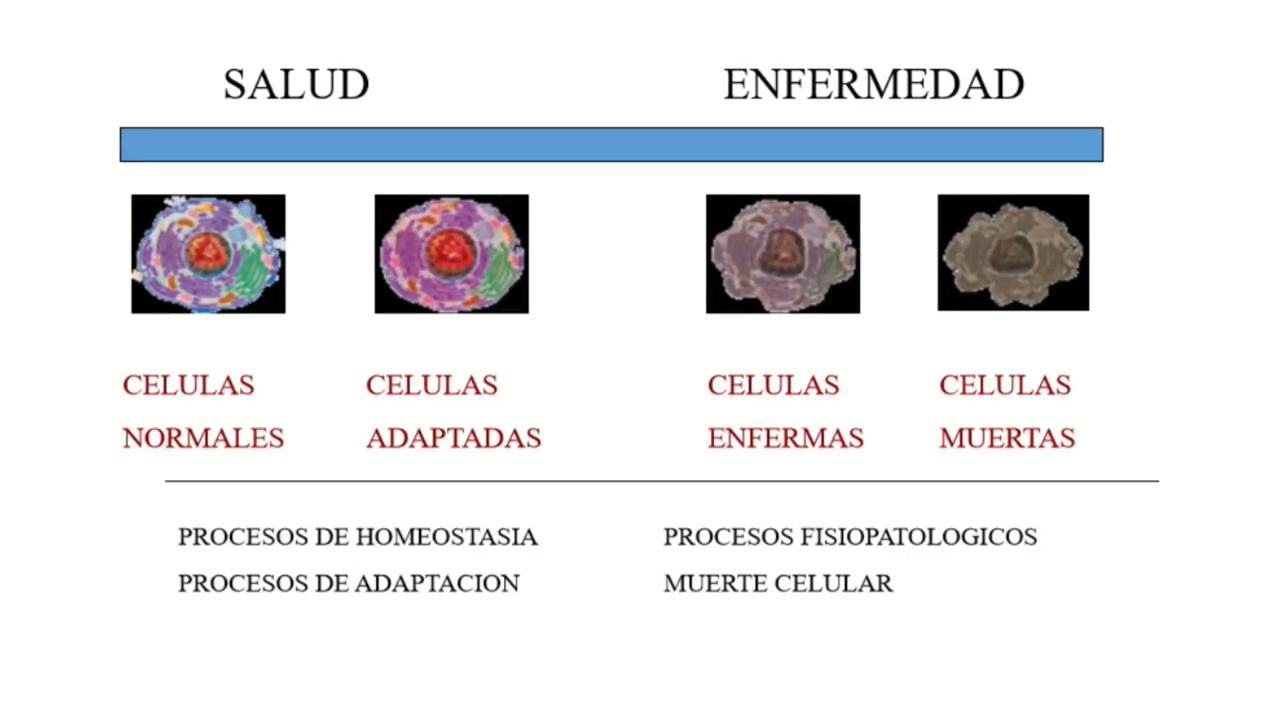 SALUD
ENFERMEDAD
CELULAS
NORMALES
CELULAS
ADAPTADAS
CELULAS
ENFERMAS
CELULAS
MUERTAS
PROCESOS DE HOMEOSTASIA
PROCESOS DE ADAPTACION
PROCESOS FISIOPATOLOGICOS
MUERTE CELULAR